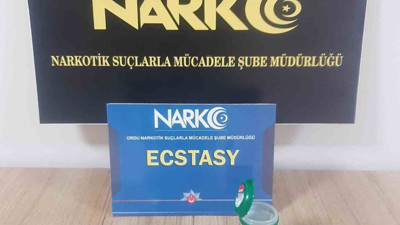 NARKO
NARKOTİK SUÇLARLA MÜCADELE ŞUBE MÜDÜRLÜĞÜ
NARKO
ORDU NARKOTİK SUÇLARLA MÜCADELE ŞUBE MÜDÜRLÜĞÜ
ECSTASY